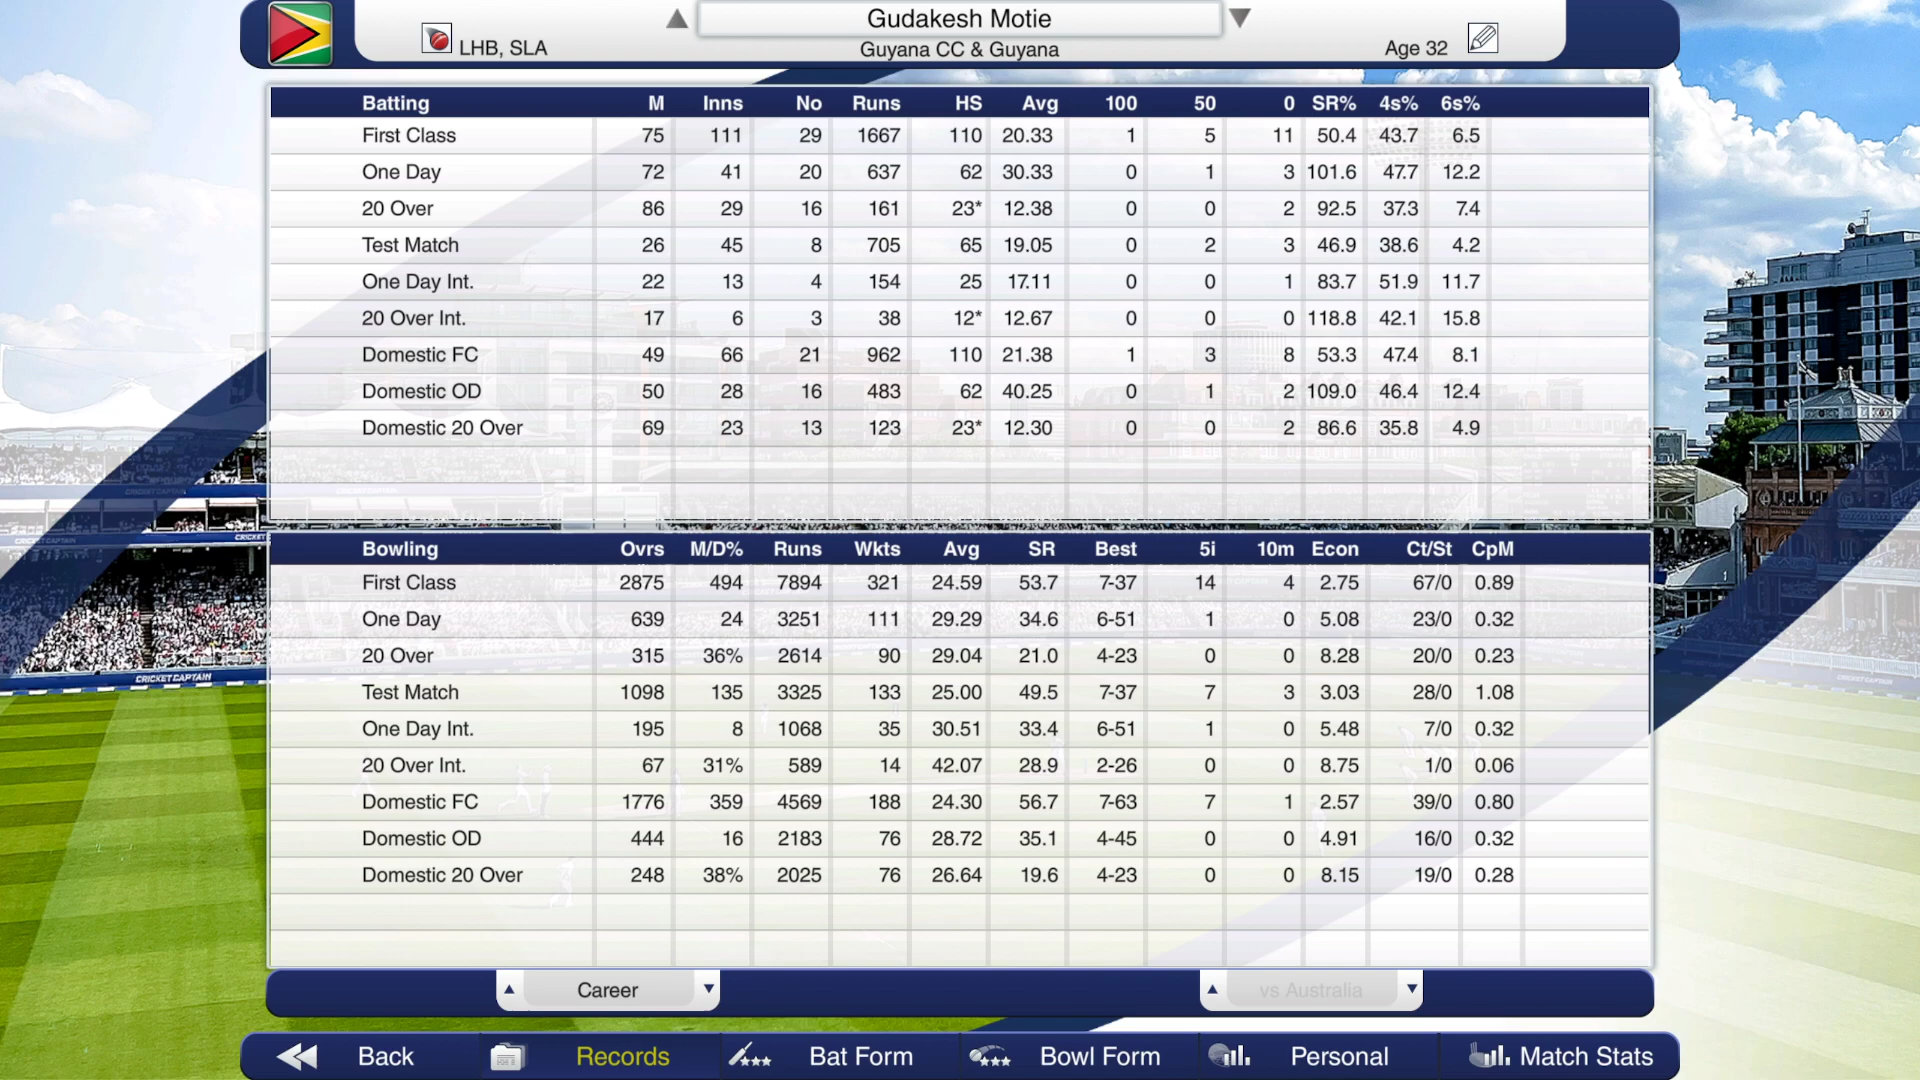 Gudakesh Motie
LHB, SLA
Guyana CC & Guyana
Age 32
Batting M Inns No Runs HS Avg 100 50 0 SR% 4s% 6s%
First Class 75 111 29 1667 110 20.33 1 5 11 50.4 43.7 6.5
One Day 72 41 20 637 62 30.33 0 1 3 101.6 47.7 12.2
20 Over 86 29 16 161 23* 12.38 0 0 2 92.5 37.3 7.4
Test Match 26 45 8 705 65 19.05 0 2 3 46.9 38.6 4.2
One Day Int. 22 13 4 154 25 17.11 0 0 1 83.7 51.9 11.7
20 Over Int. 17 6 3 38 12* 12.67 0 0 0 118.8 42.1 15.8
Domestic FC 49 66 21 962 110 21.38 1 3 8 53.3 47.4 8.1
Domestic OD 50 28 16 483 62 40.25 0 1 2 109.0 46.4 12.4
Domestic 20 Over 69 23 13 123 23* 12.30 0 0 2 86.6 35.8 4.9
Bowling Ovrs M/D% Runs Wkts Avg SR Best 5i 10m Econ Ct/St CpM
First Class 2875 494 7894 321 24.59 53.7 7-37 14 4 2.75 67/0 0.89
One Day 639 24 3251 111 29.29 34.6 6-51 1 0 5.08 23/0 0.32
20 Over 315 36% 2614 90 29.04 21.0 4-23 0 0 8.28 20/0 0.23
Test Match 1098 135 3325 133 25.00 49.5 7-37 7 3 3.03 28/0 1.08
One Day Int. 195 8 1068 35 30.51 33.4 6-51 1 0 5.48 7/0 0.32
20 Over Int. 67 31% 589 14 42.07 28.9 2-26 0 0 8.75 1/0 0.06
Domestic FC 1776 359 4569 188 24.30 56.7 7-63 7 1 2.57 39/0 0.80
Domestic OD 444 16 2183 76 28.72 35.1 4-45 0 0 4.91 16/0 0.32
Domestic 20 Over 248 38% 2025 76 26.64 19.6 4-23 0 0 8.15 19/0 0.28
CRICKET CAPTAIN
Career
vs Australia
Back Records Bat Form Bowl Form Personal Match Stats